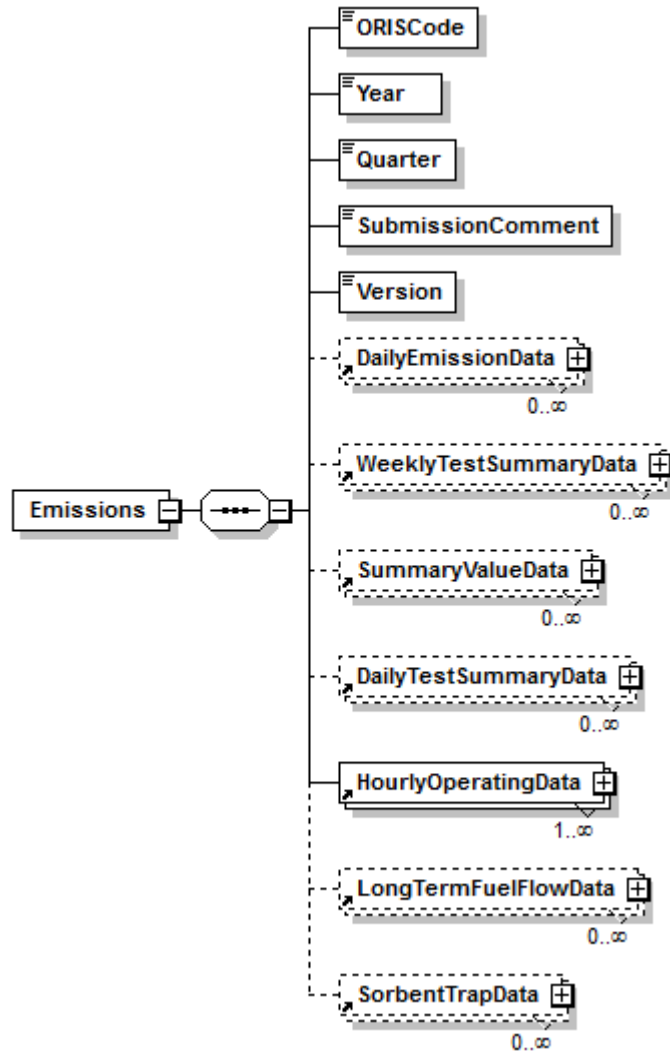 ORISCode
Year
Quarter
SubmissionComment
Version
DailyEmissionData
0..∞
WeeklyTestSummaryData
0..∞
Emissions
SummaryValueData
0..∞
DailyTestSummaryData
0..∞
HourlyOperatingData
1..∞
LongTermFuelFlowData
0..∞
SorbentTrapData
0..∞